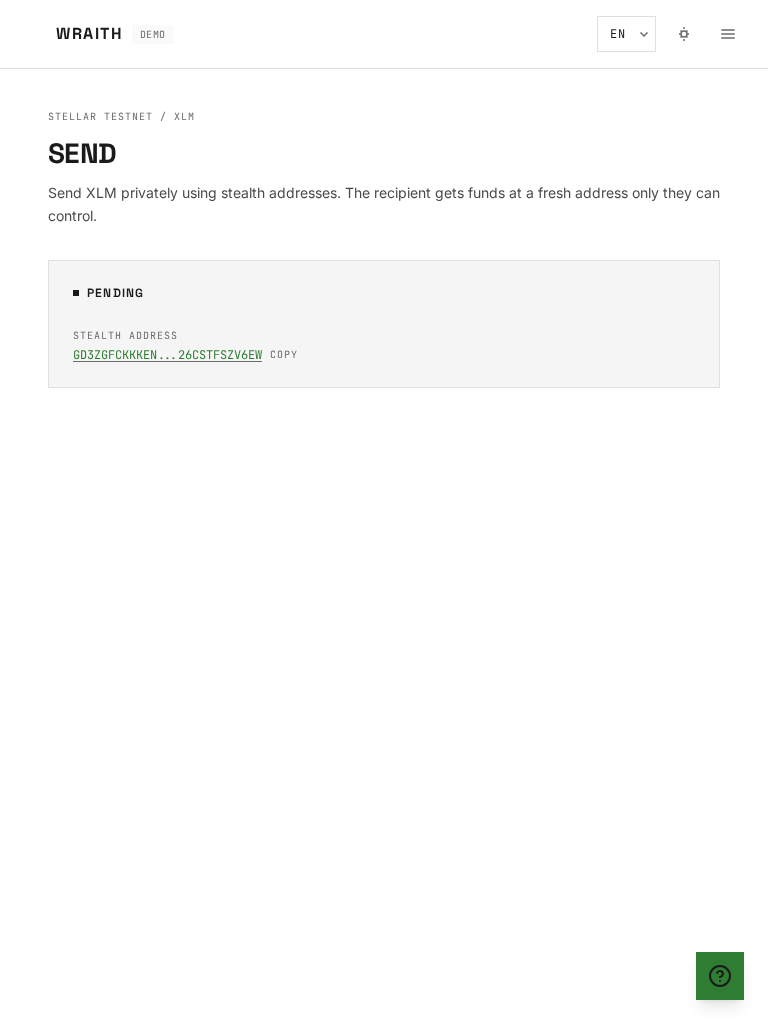 WRAITH DEMO EN
STELLAR TESTNET / XLM
SEND
Send XLM privately using stealth addresses. The recipient gets funds at a fresh address only they can
control.
PENDING
STEALTH ADDRESS
GD3ZGFCKKKEN...26CSTFSZV6EW COPY